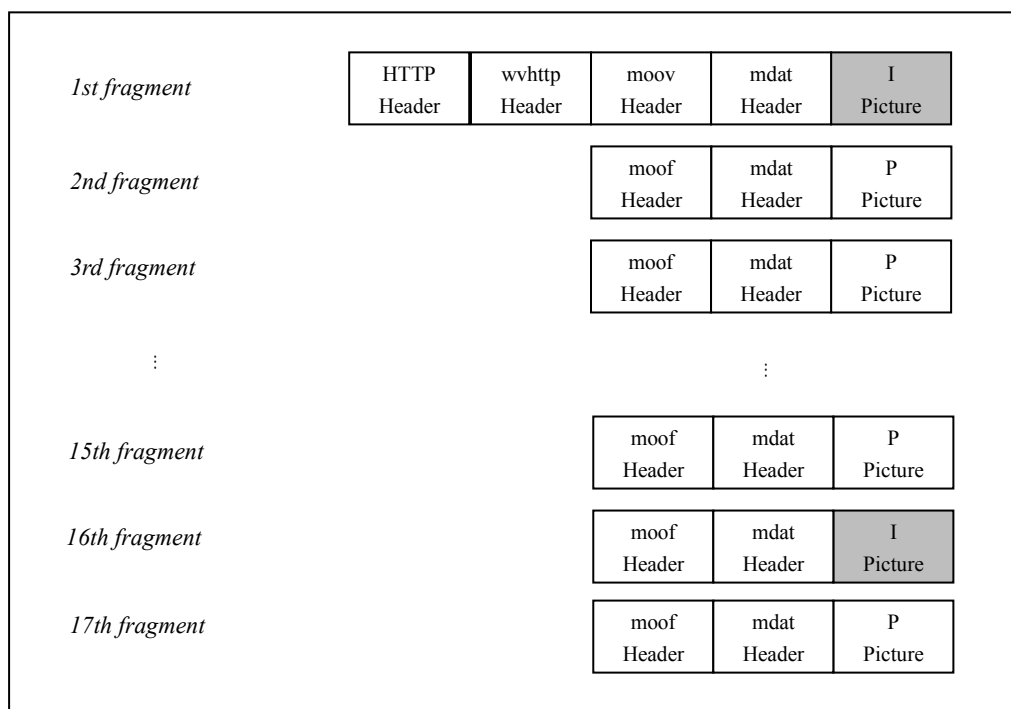 1st fragment
HTTP Header
wvhttp Header
moov Header
mdat Header
I Picture
2nd fragment
moof Header
mdat Header
P Picture
3rd fragment
moof Header
mdat Header
P Picture
⋮
⋮
15th fragment
moof Header
mdat Header
P Picture
16th fragment
moof Header
mdat Header
I Picture
17th fragment
moof Header
mdat Header
P Picture